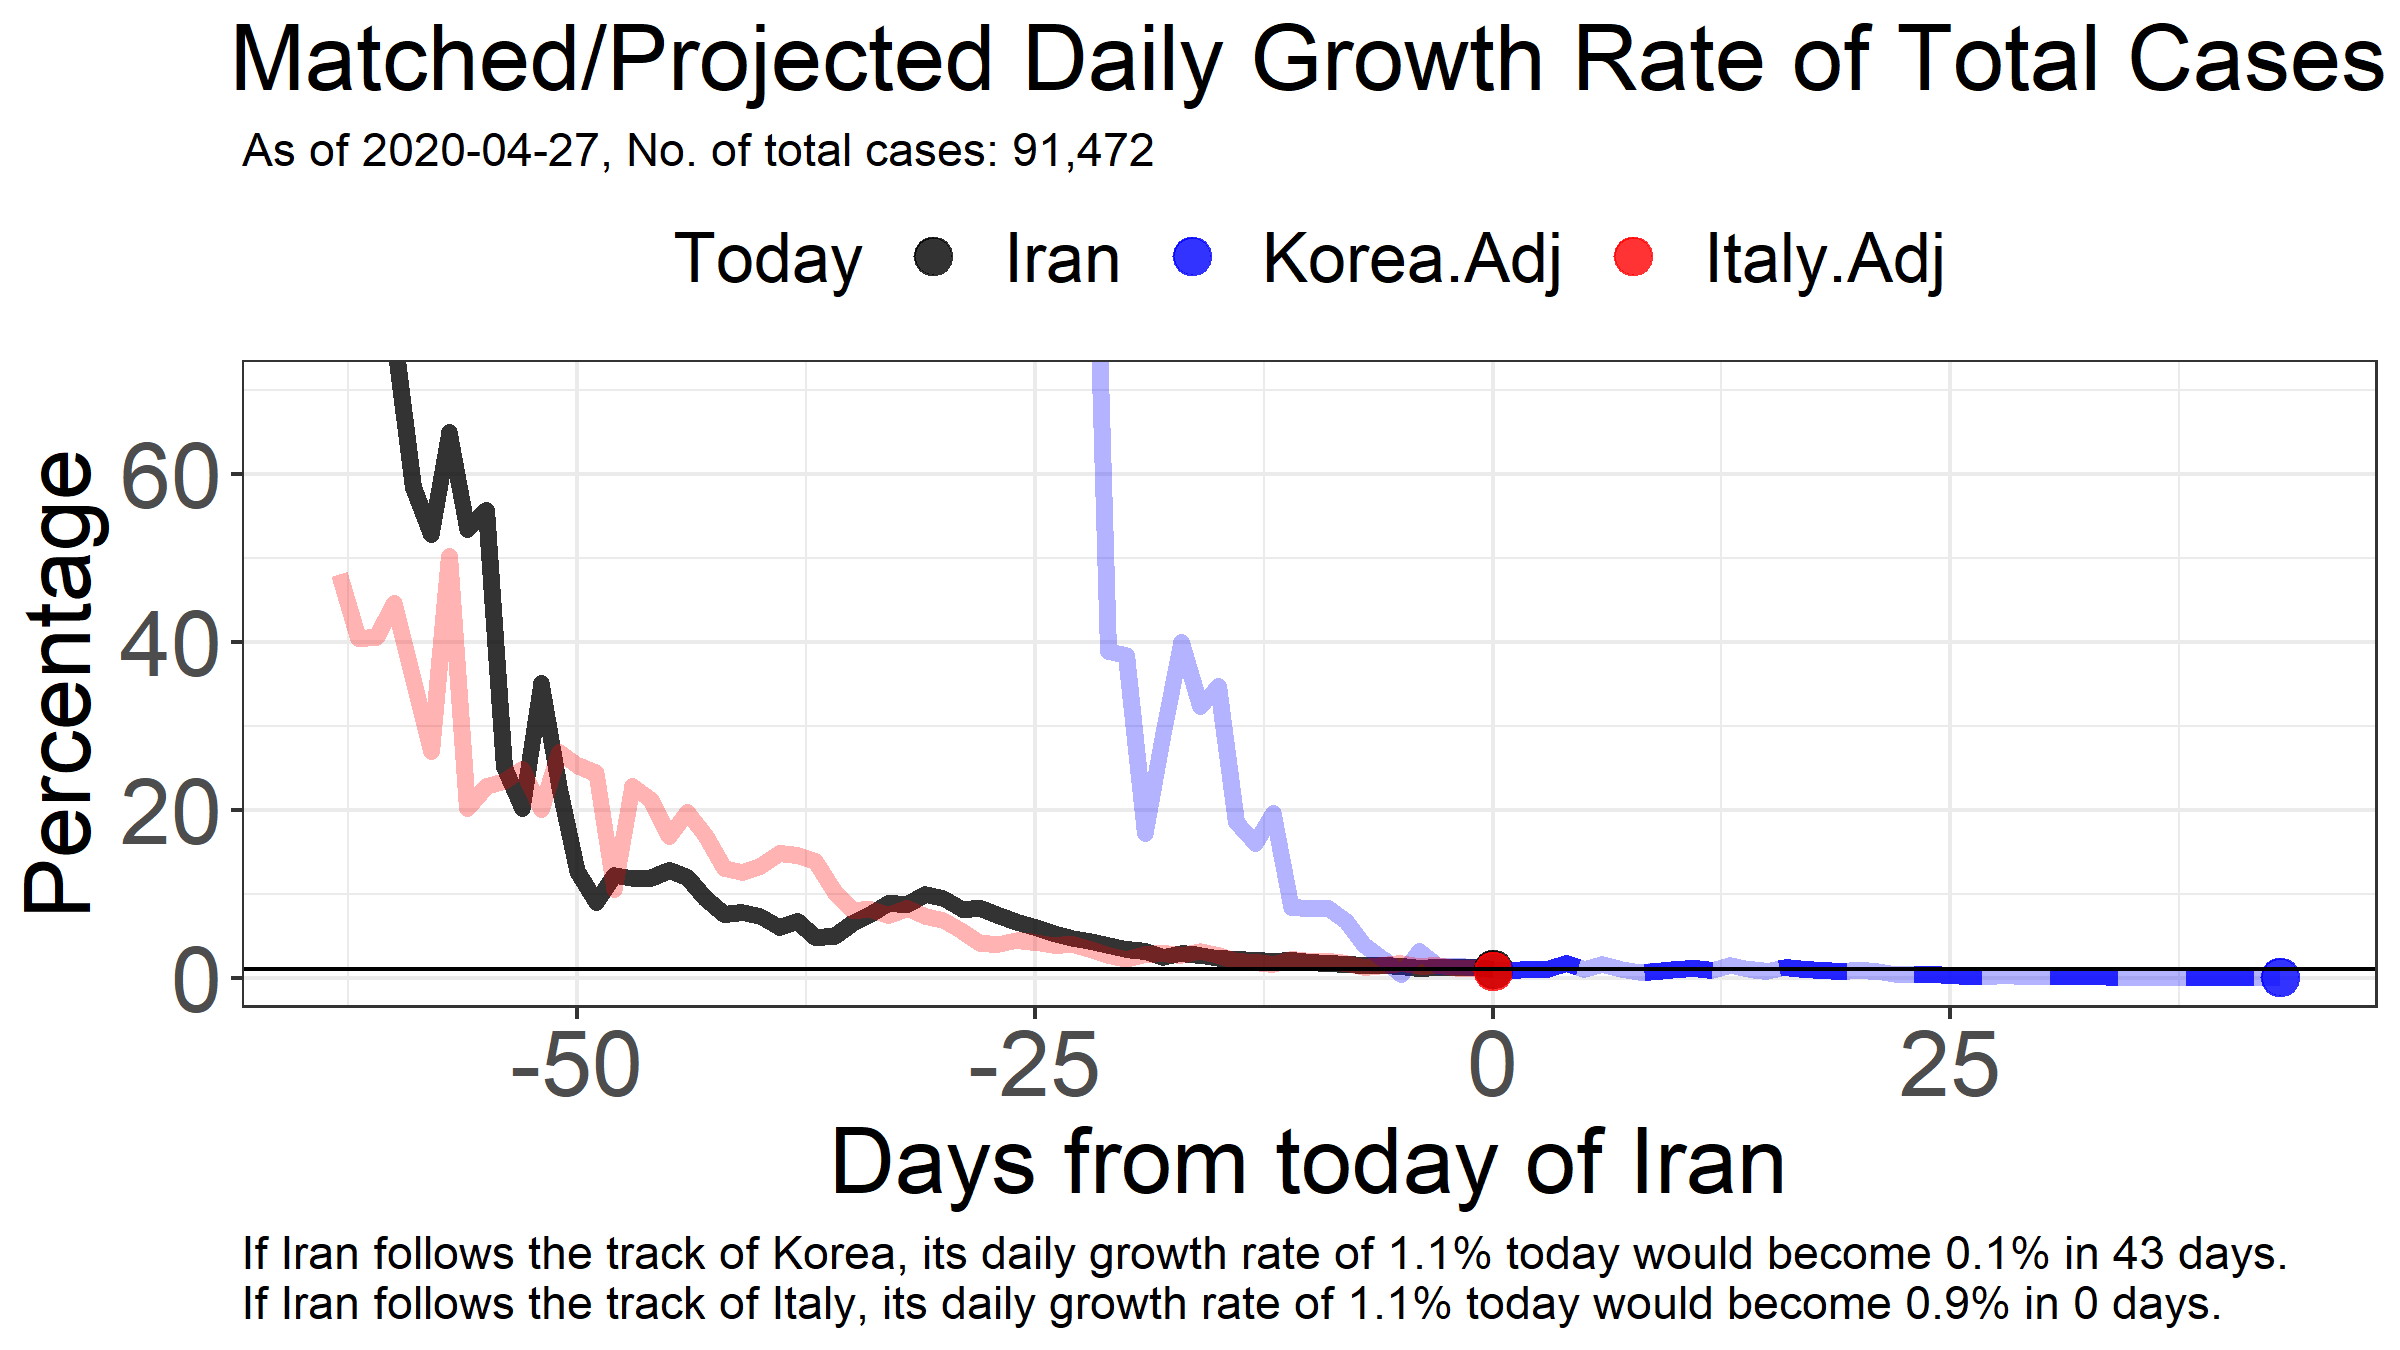 Matched/Projected Daily Growth Rate of Total Cases
As of 2020-04-27, No. of total cases: 91,472
Today Iran Korea.Adj Italy.Adj
Percentage
60
40
20
0
-50 -25 0 25
Days from today of Iran
If Iran follows the track of Korea, its daily growth rate of 1.1% today would become 0.1% in 43 days.
If Iran follows the track of Italy, its daily growth rate of 1.1% today would become 0.9% in 0 days.